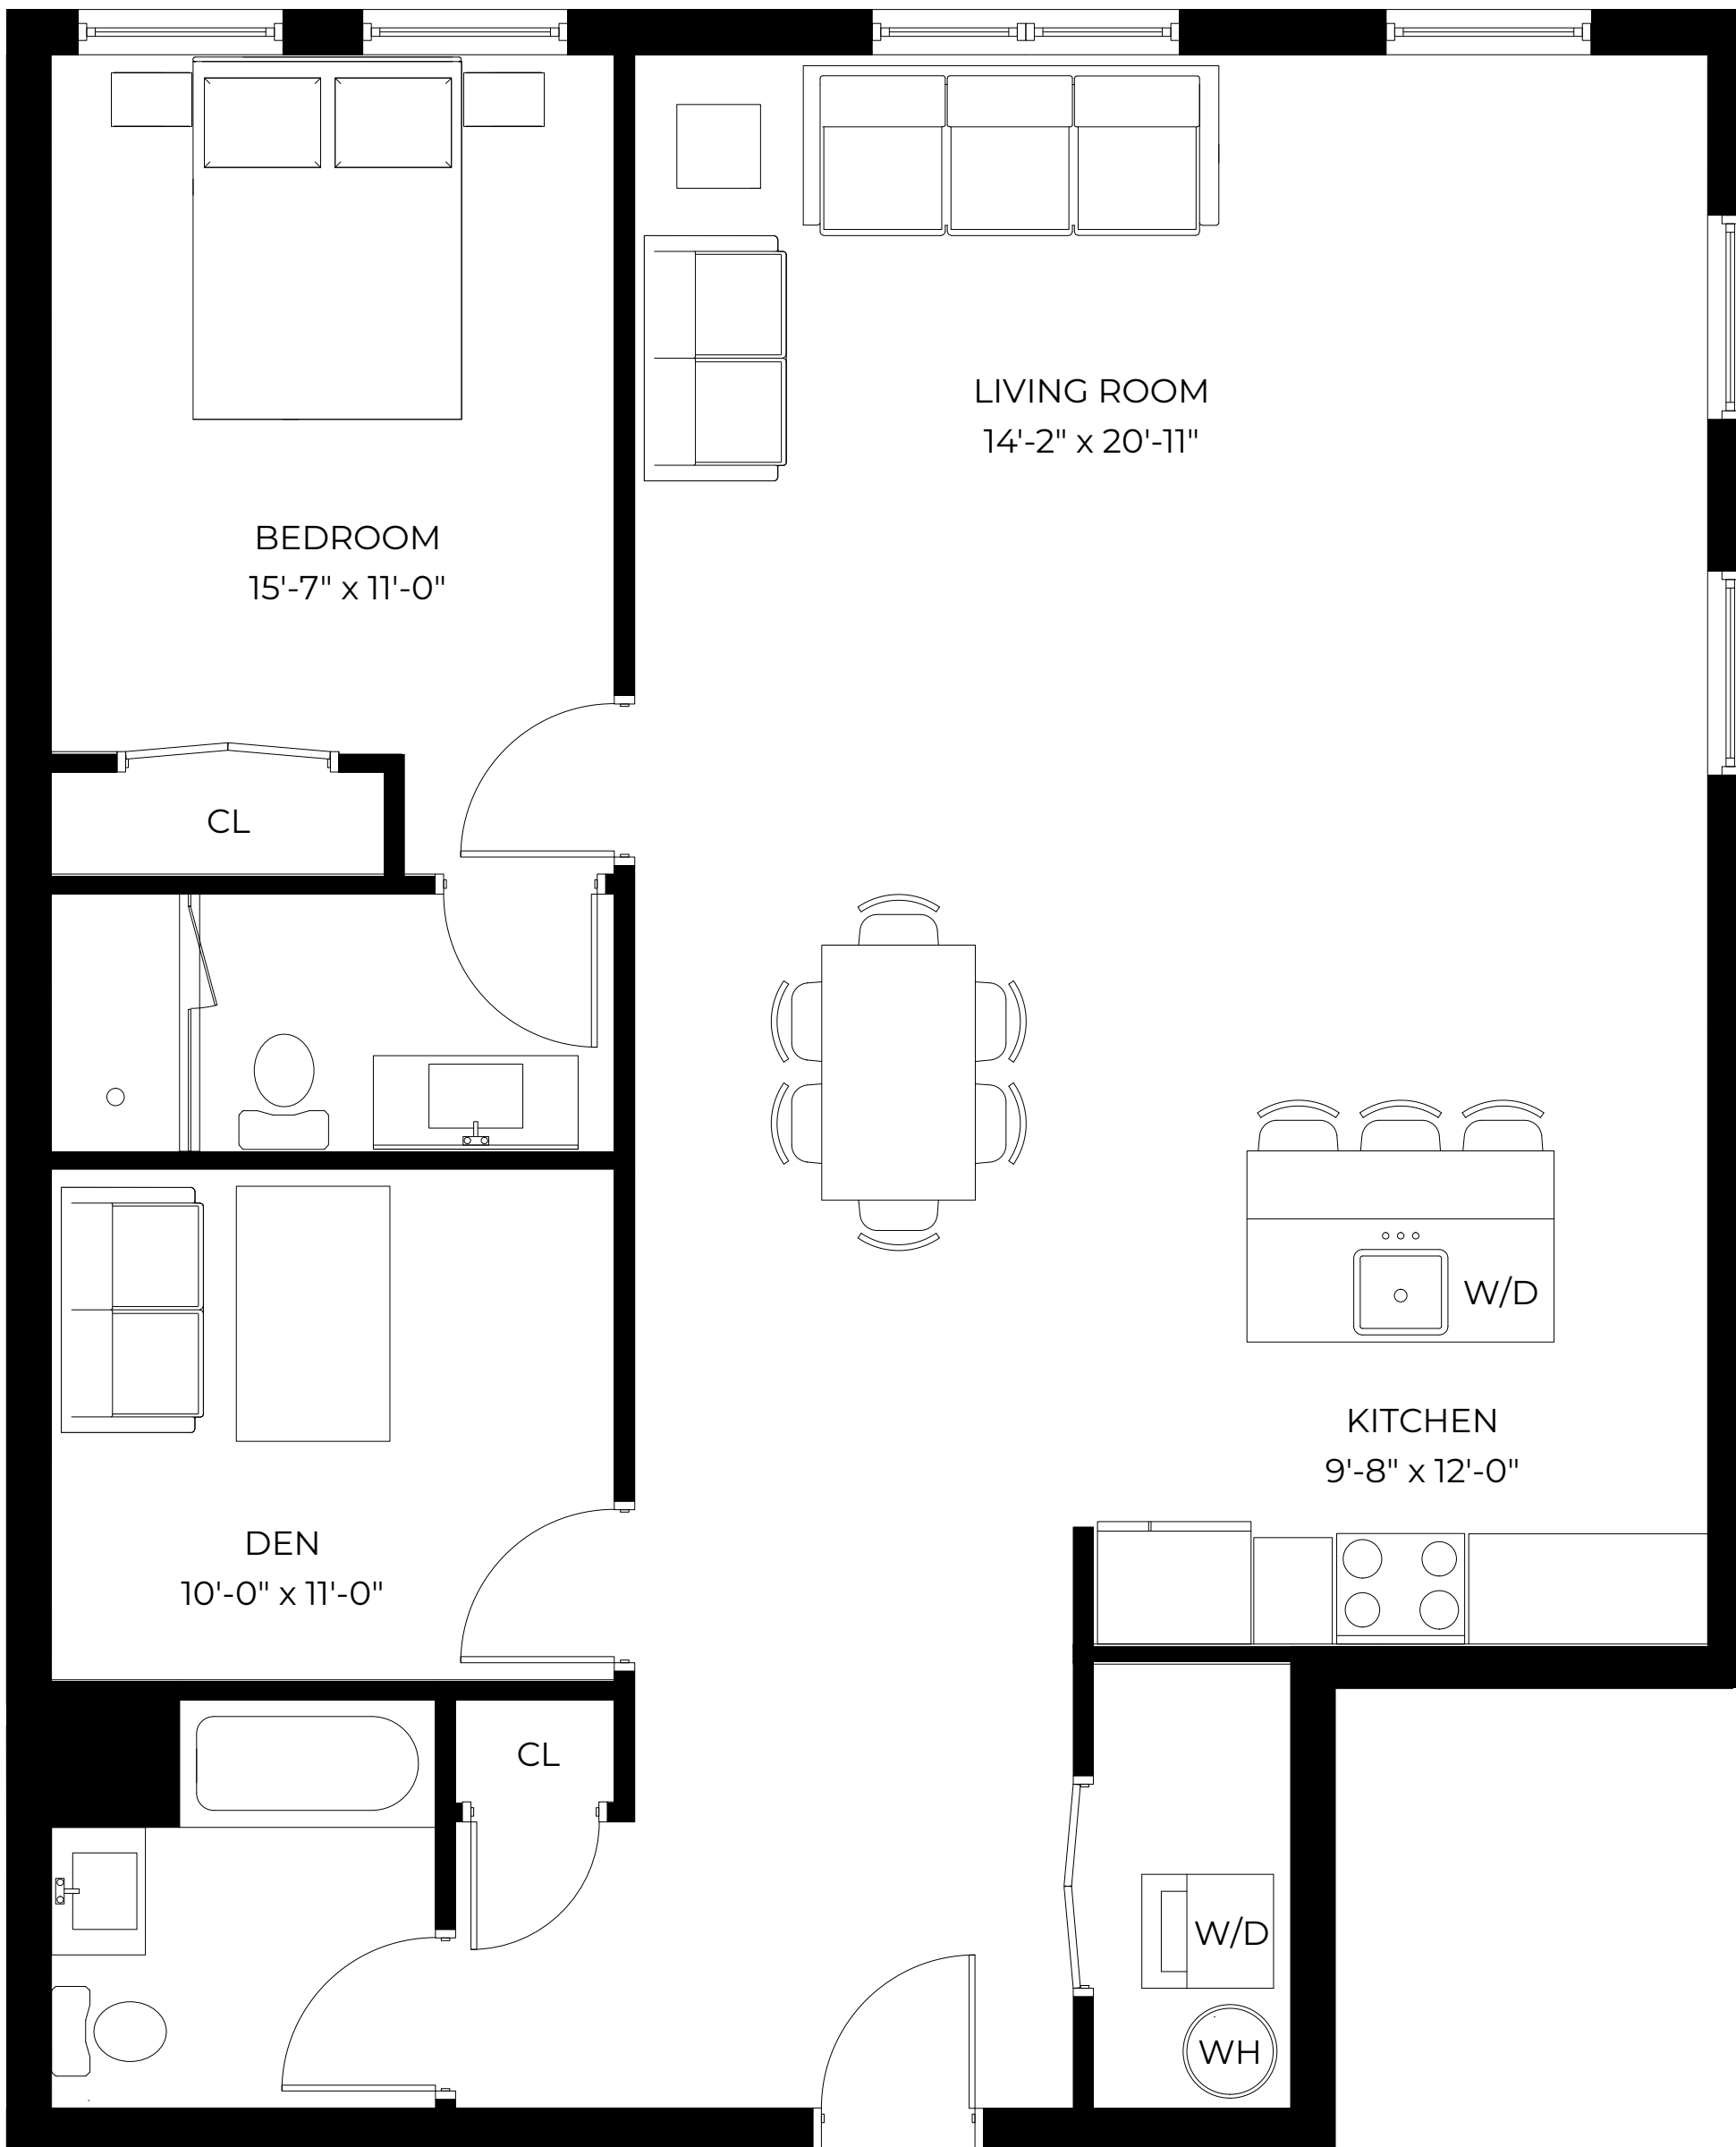 LIVING ROOM
14'-2" x 20'-11"
BEDROOM
15'-7" x 11'-0"
CL
W/D
KITCHEN
9'-8" x 12'-0"
DEN
10'-0" x 11'-0"
CL
W/D
WH